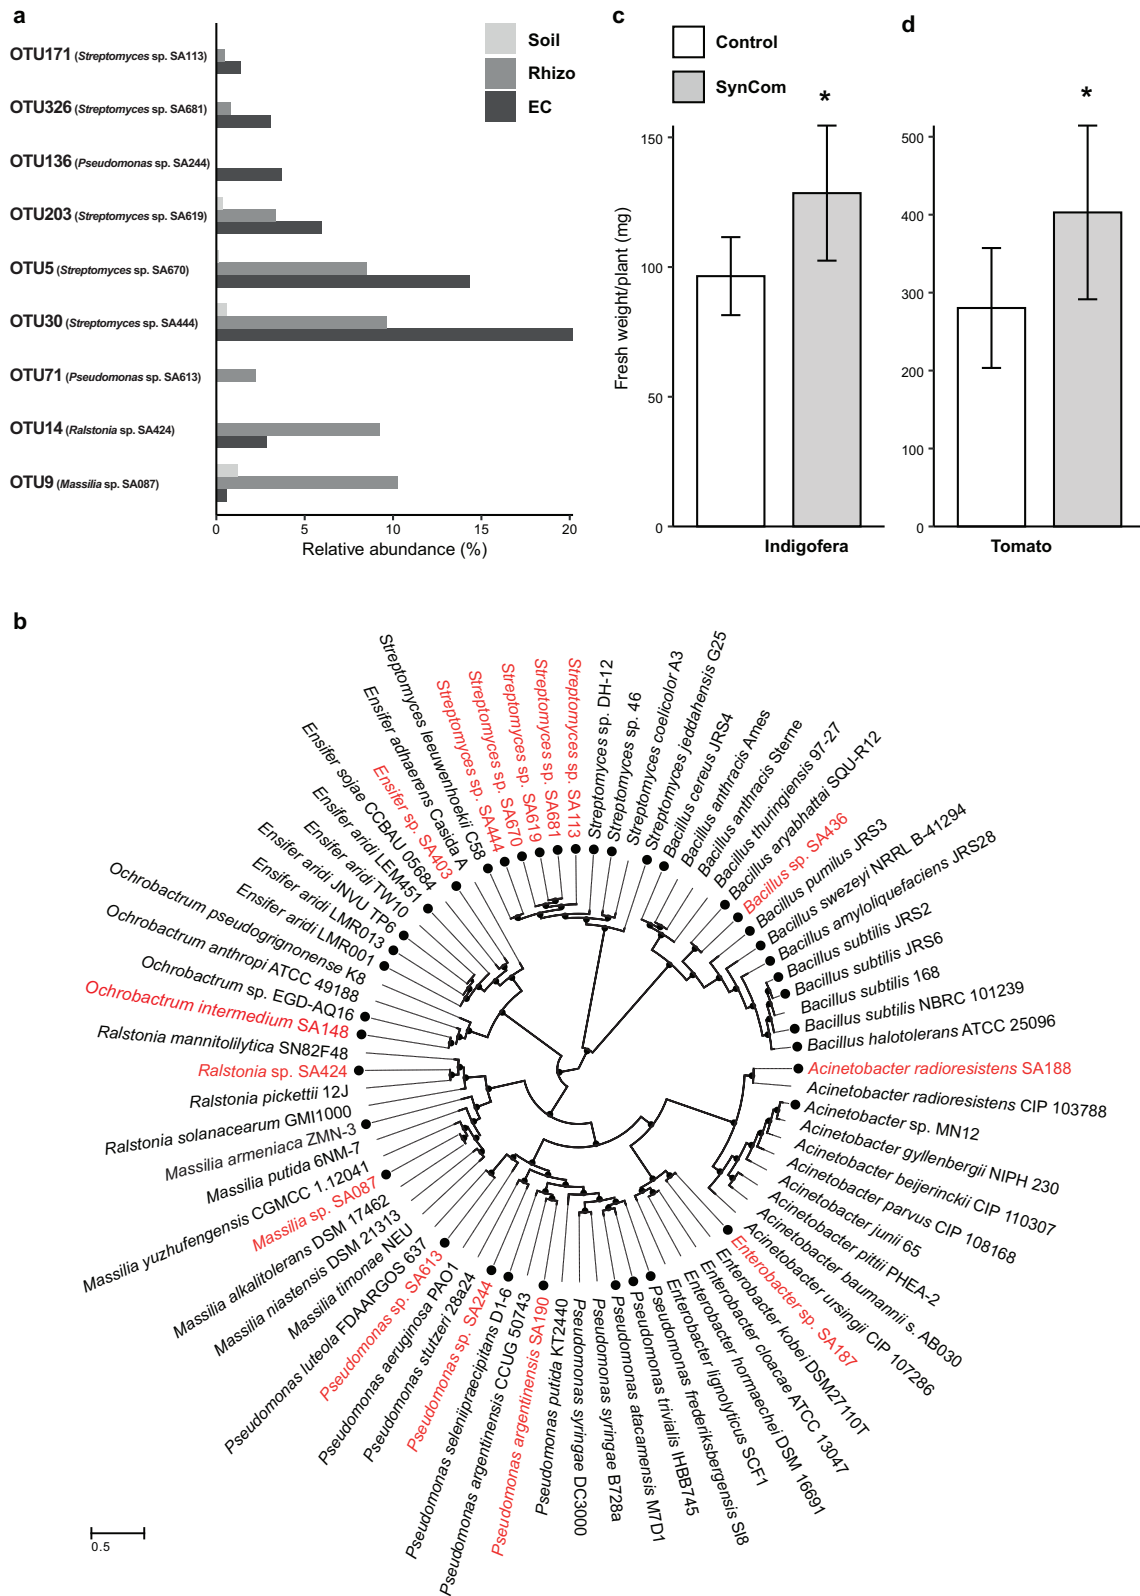 a
OTU171 (Streptomyces sp. SA113)
OTU326 (Streptomyces sp. SA681)
OTU136 (Pseudomonas sp. SA244)
OTU203 (Streptomyces sp. SA619)
OTU5 (Streptomyces sp. SA670)
OTU30 (Streptomyces sp. SA444)
OTU71 (Pseudomonas sp. SA613)
OTU14 (Ralstonia sp. SA424)
OTU9 (Massilia sp. SA087)
Soil
Rhizo
EC
0 5 10 15 20
Relative abundance (%)
c
Control
SynCom
*
150
100
50
0
Fresh weight/plant (mg)
Indigofera
d
*
500
400
300
200
100
0
Tomato
b
Streptomyces leeuwenhoekii C58
Streptomyces sp. SA444
Streptomyces sp. SA670
Streptomyces sp. SA619
Streptomyces sp. SA681
Streptomyces sp. SA113
Streptomyces sp. DH-12
Streptomyces sp. 46
Streptomyces coelicolor A3
Streptomyces jeddahensis G25
Bacillus cereus JRS4
Bacillus anthracis Ames
Bacillus anthracis Sterne
Bacillus thuringiensis 97-27
Bacillus aryabhattai SQU-R12
Bacillus sp. SA436
Bacillus pumilus JRS3
Bacillus swezeyi NRRL B-41294
Bacillus amyloliquefaciens JRS28
Bacillus subtilis JRS2
Bacillus subtilis JRS6
Bacillus subtilis 168
Bacillus subtilis NBRC 101239
Bacillus halotolerans ATCC 25096
Acinetobacter radioresistens SA188
Acinetobacter radioresistens CIP 103788
Acinetobacter sp. MN12
Acinetobacter gyllenbergii NIPH 230
Acinetobacter beijerinckii CIP 110307
Acinetobacter parvus CIP 108168
Acinetobacter junii 65
Acinetobacter pittii PHEA-2
Acinetobacter baumannii s. AB030
Acinetobacter ursingii CIP 107286
Enterobacter sp. SA187
Enterobacter kobei DSM27110T
Enterobacter cloacae ATCC 13047
Enterobacter hormaechei DSM 16691
Enterobacter lignolyticus SCF1
Pseudomonas frederiksbergensis SI8
Pseudomonas trivialis IHBB745
Pseudomonas atacamensis M7D1
Pseudomonas syringae B728a
Pseudomonas syringae DC3000
Pseudomonas putida KT2440
Pseudomonas argentinensis SA190
Pseudomonas argentinensis CCUG 50743
Pseudomonas seleniipraecipitans D1-6
Pseudomonas sp. SA244
Pseudomonas stutzeri 28a24
Pseudomonas aeruginosa PAO1
Pseudomonas sp. SA613
Pseudomonas luteola FDAARGOS 637
Massilia timonae NEU
Massilia niastensis DSM 21313
Massilia alkalitolerans DSM 17462
Massilia sp. SA087
Massilia yuzhufengensis CGMCC 1.12041
Massilia putida 6NM-7
Massilia armeniaca ZMN-3
Ralstonia solanacearum GMI1000
Ralstonia pickettii 12J
Ralstonia sp. SA424
Ralstonia mannitolilytica SN82F48
Ochrobactrum intermedium SA148
Ochrobactrum sp. EGD-AQ16
Ochrobactrum anthropi ATCC 49188
Ochrobactrum pseudogrignonense K8
Ensifer aridi LMR001
Ensifer aridi LMR013
Ensifer aridi JNVU TP6
Ensifer aridi TW10
Ensifer aridi LEM451
Ensifer sojae CCBAU 05684
Ensifer sp. SA403
Ensifer adhaerens Casida A
0.5